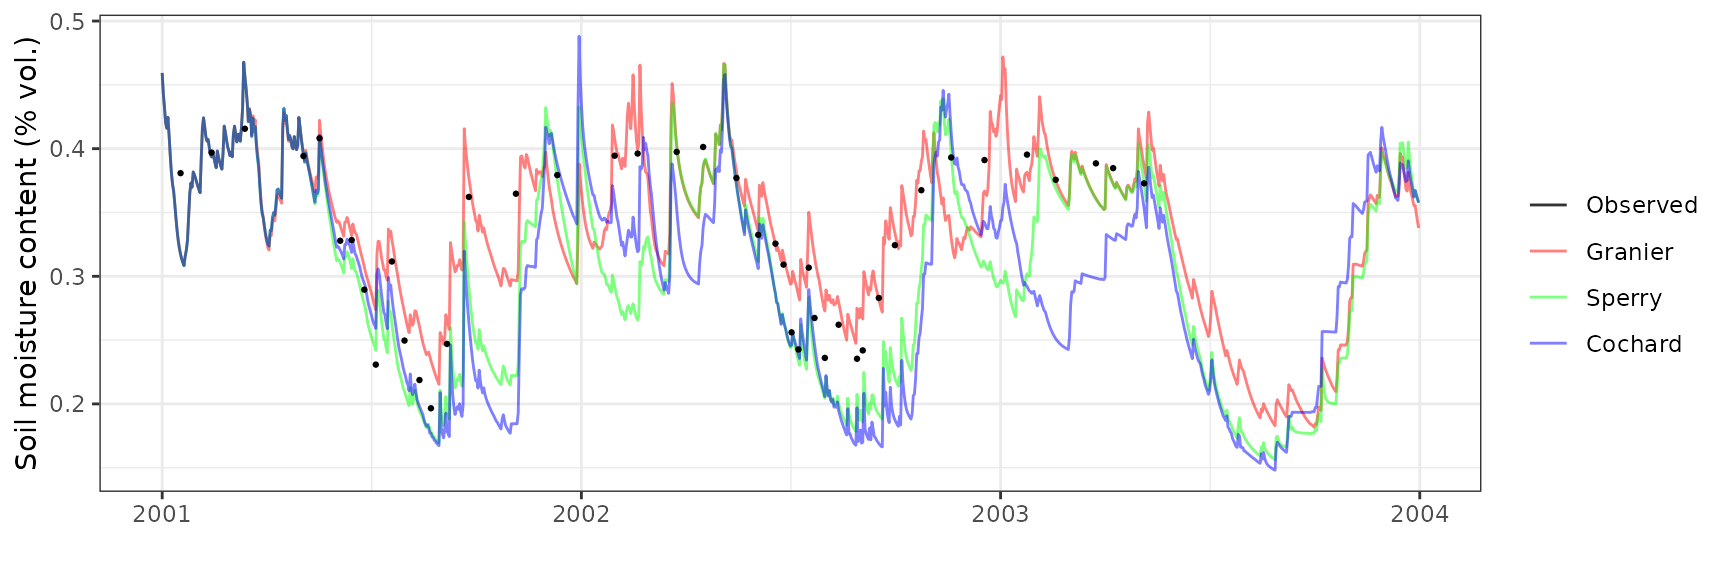 Soil moisture content (% vol.)
0.5
0.4
0.3
0.2
2001
2002
2003
2004
Observed
Granier
Sperry
Cochard